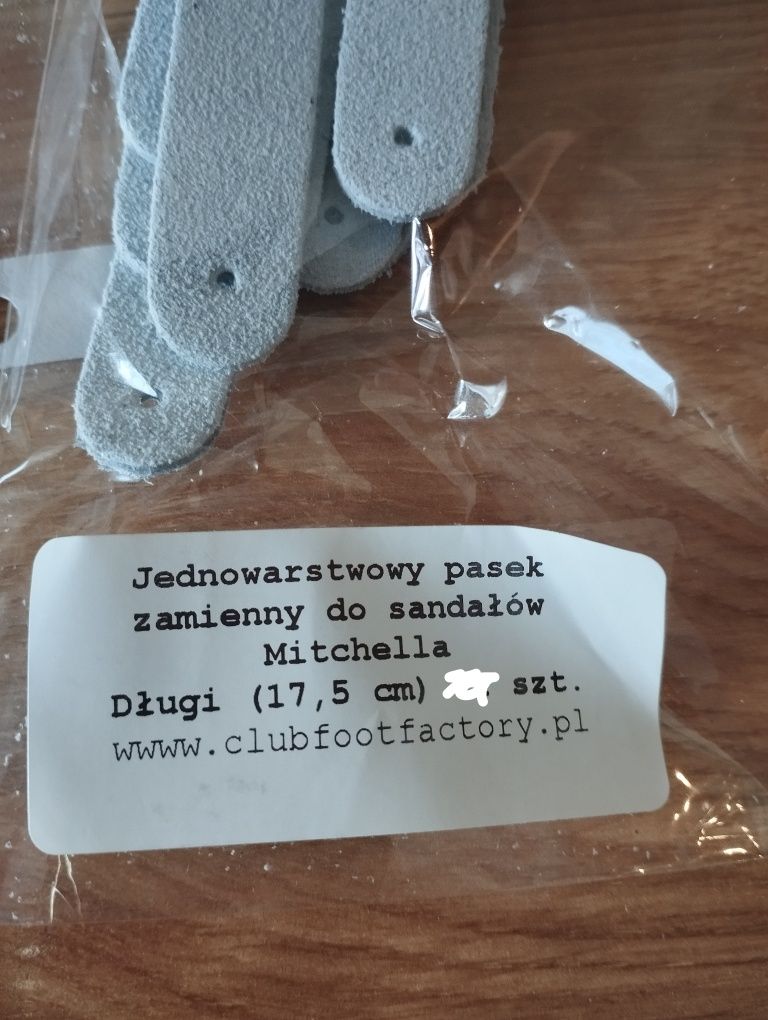 Jednowarstwowy pasek
zamienny do sandałów
Mitchella
Długi (17,5 cm) szt.
wwww.clubfootfactory.pl